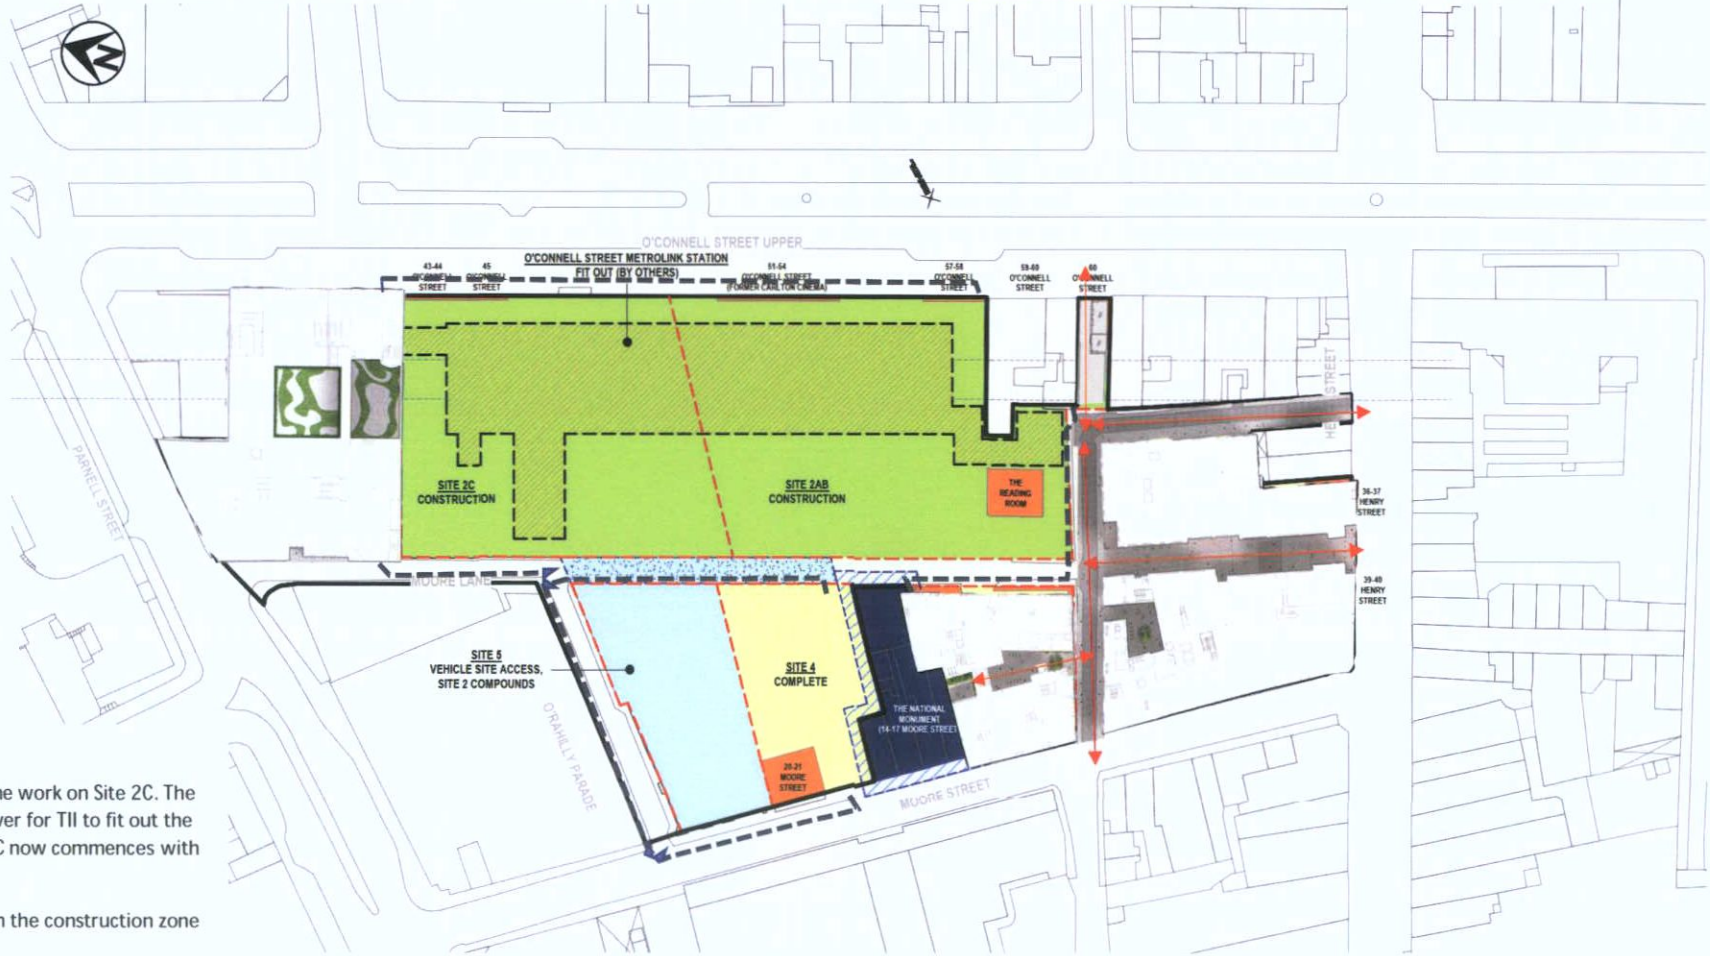 N
O'CONNELL STREET UPPER
O'CONNELL STREET METROLINK STATION
FIT OUT (BY OTHERS)
43-44
O'CONNELL
STREET
45
O'CONNELL
STREET
51-54
O'CONNELL STREET
(FORMER CARLTON CINEMA)
57-58
O'CONNELL
STREET
59-60
O'CONNELL
STREET
60
O'CONNELL
STREET
HENRY STREET
PARNELL STREET
SITE 2C
CONSTRUCTION
SITE 2AB
CONSTRUCTION
THE
READING
ROOM
36-37
HENRY
STREET
39-40
HENRY
STREET
MOORE LANE
SITE 5
VEHICLE SITE ACCESS,
SITE 2 COMPOUNDS
SITE 4
COMPLETE
THE NATIONAL
MONUMENT
(14-17 MOORE STREET
O'RAHILLY PARADE
20-21
MOORE
STREET
MOORE STREET
he work on Site 2C. The
ver for TII to fit out the
C now commences with
n the construction zone